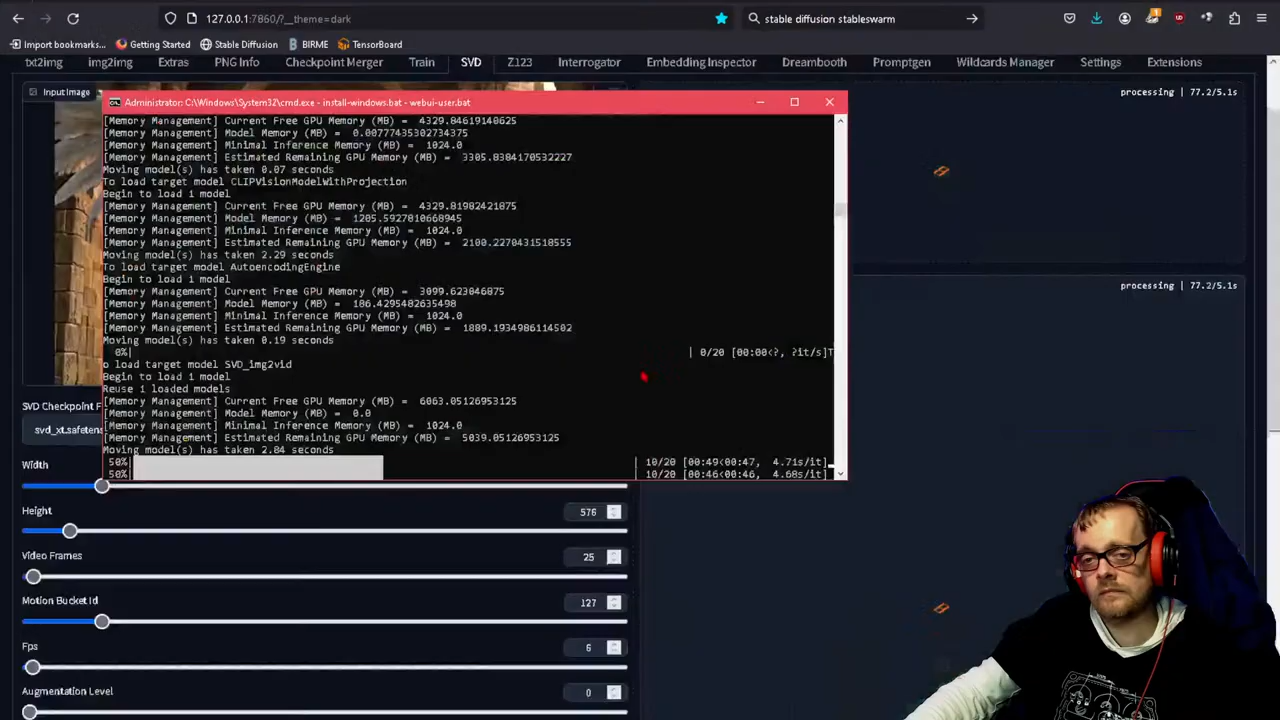 127.0.0.1:7860/?__theme=dark
stable diffusion stableswarm
Import bookmarks...
Getting Started
Stable Diffusion
BIRME
TensorBoard
txt2img
img2img
Extras
PNG Info
Checkpoint Merger
Train
SVD
Z123
Interrogator
Embedding Inspector
Dreambooth
Promptgen
Wildcards Manager
Settings
Extensions
Input Image
processing | 77.2/5.1s
Administrator: C:\Windows\System32\cmd.exe - install-windows.bat - webui-user.bat
[Memory Management] Current Free GPU Memory (MB) = 4329.84619140625
[Memory Management] Model Memory (MB) = 0.00774335302734375
[Memory Management] Minimal Inference Memory (MB) = 1024.0
[Memory Management] Estimated Remaining GPU Memory (MB) = 3305.8384170532227
Moving model(s) has taken 0.07 seconds
To load target model CLIPVisionModelWithProjection
Begin to load 1 model
[Memory Management] Current Free GPU Memory (MB) = 4329.81982421875
[Memory Management] Model Memory (MB) = 1205.5927810668945
[Memory Management] Minimal Inference Memory (MB) = 1024.0
[Memory Management] Estimated Remaining GPU Memory (MB) = 2100.2270431518555
Moving model(s) has taken 2.29 seconds
To load target model AutoencodingEngine
Begin to load 1 model
[Memory Management] Current Free GPU Memory (MB) = 3099.623046875
[Memory Management] Model Memory (MB) = 186.4295482635498
[Memory Management] Minimal Inference Memory (MB) = 1024.0
[Memory Management] Estimated Remaining GPU Memory (MB) = 1889.1934986114502
Moving model(s) has taken 0.19 seconds
0%| | 0/20 [00:00<?, ?it/s]T
o load target model SVD_img2vid
Begin to load 1 model
Reuse 1 loaded models
[Memory Management] Current Free GPU Memory (MB) = 6063.05126953125
[Memory Management] Model Memory (MB) = 0.0
[Memory Management] Minimal Inference Memory (MB) = 1024.0
[Memory Management] Estimated Remaining GPU Memory (MB) = 5039.05126953125
Moving model(s) has taken 2.84 seconds
50%| | 10/20 [00:49<00:47, 4.71s/it]
50%| | 10/20 [00:46<00:46, 4.68s/it]
processing | 77.2/5.1s
SVD Checkpoint F
svd_xt.safetens
Width
Height
576
Video Frames
25
Motion Bucket Id
127
Fps
6
Augmentation Level
0